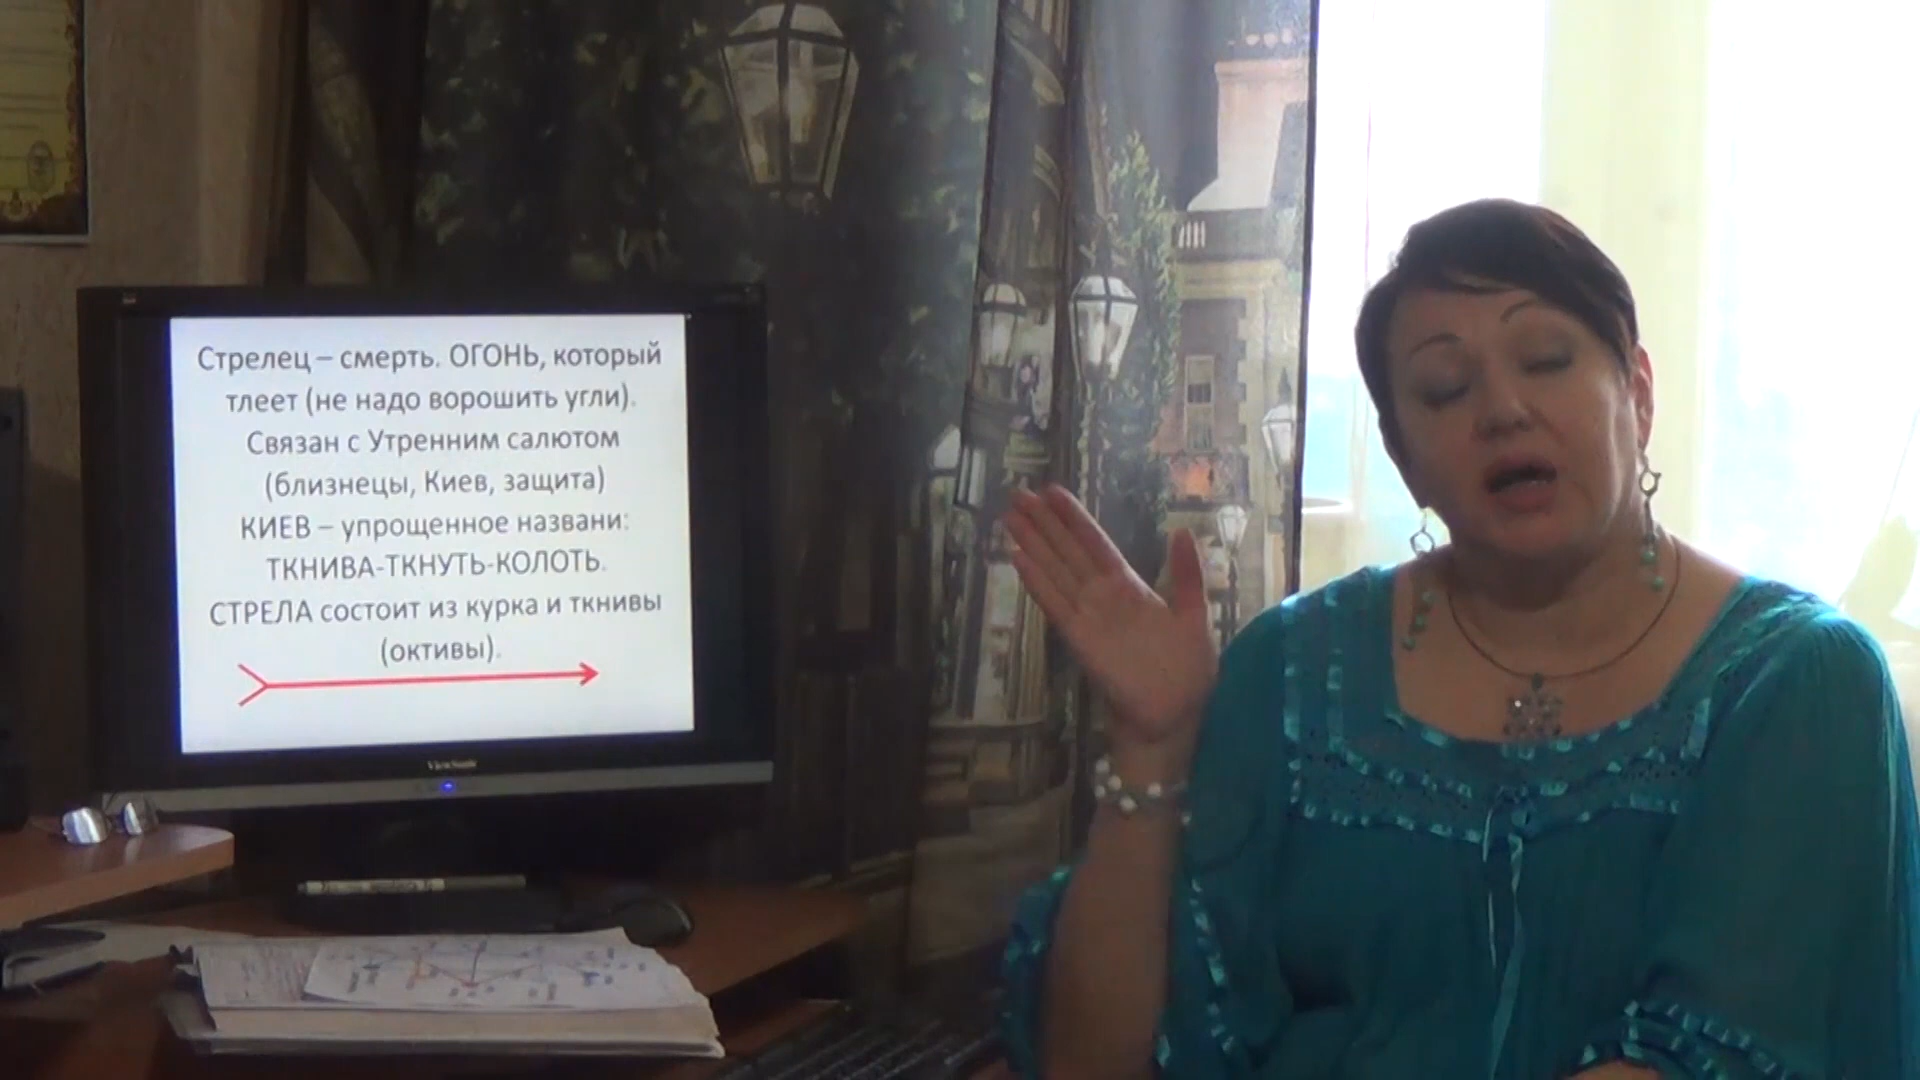 Стрелец – смерть. ОГОНЬ, который
тлеет (не надо ворошить угли).
Связан с Утренним салютом
(близнецы, Киев, защита)
КИЕВ – упрощенное названи:
ТКНИВА-ТКНУТЬ-КОЛОТЬ.
СТРЕЛА состоит из курка и ткнивы
(октивы).
ViewSonic